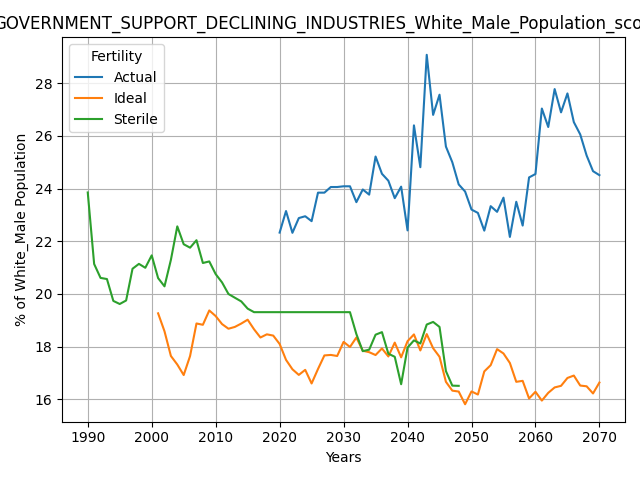 GOVERNMENT_SUPPORT_DECLINING_INDUSTRIES_White_Male_Population_sco
Fertility
Actual
Ideal
Sterile
% of White_Male Population
28
26
24
22
20
18
16
1990 2000 2010 2020 2030 2040 2050 2060 2070
Years